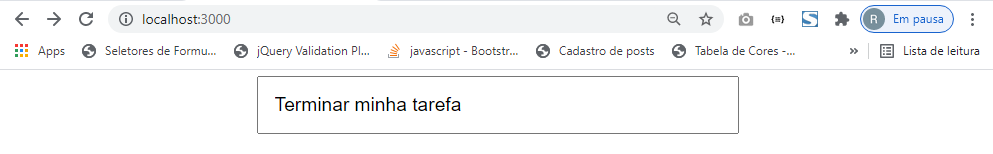 localhost:3000
R Em pausa
Apps Seletores de Formu... jQuery Validation Pl... javascript - Bootstr... Cadastro de posts Tabela de Cores -... » Lista de leitura
Terminar minha tarefa